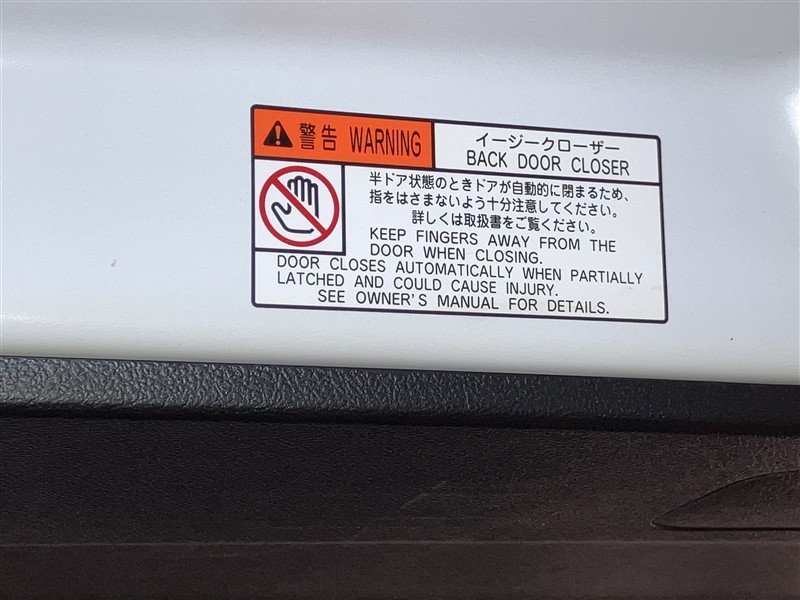 警告 WARNING
イージークローザー
BACK DOOR CLOSER
半ドア状態のときドアが自動的に閉まるため、
指をはさまないよう十分注意してください。
詳しくは取扱書をご覧ください。
KEEP FINGERS AWAY FROM THE
DOOR WHEN CLOSING.
DOOR CLOSES AUTOMATICALLY WHEN PARTIALLY
LATCHED AND COULD CAUSE INJURY.
SEE OWNER'S MANUAL FOR DETAILS.